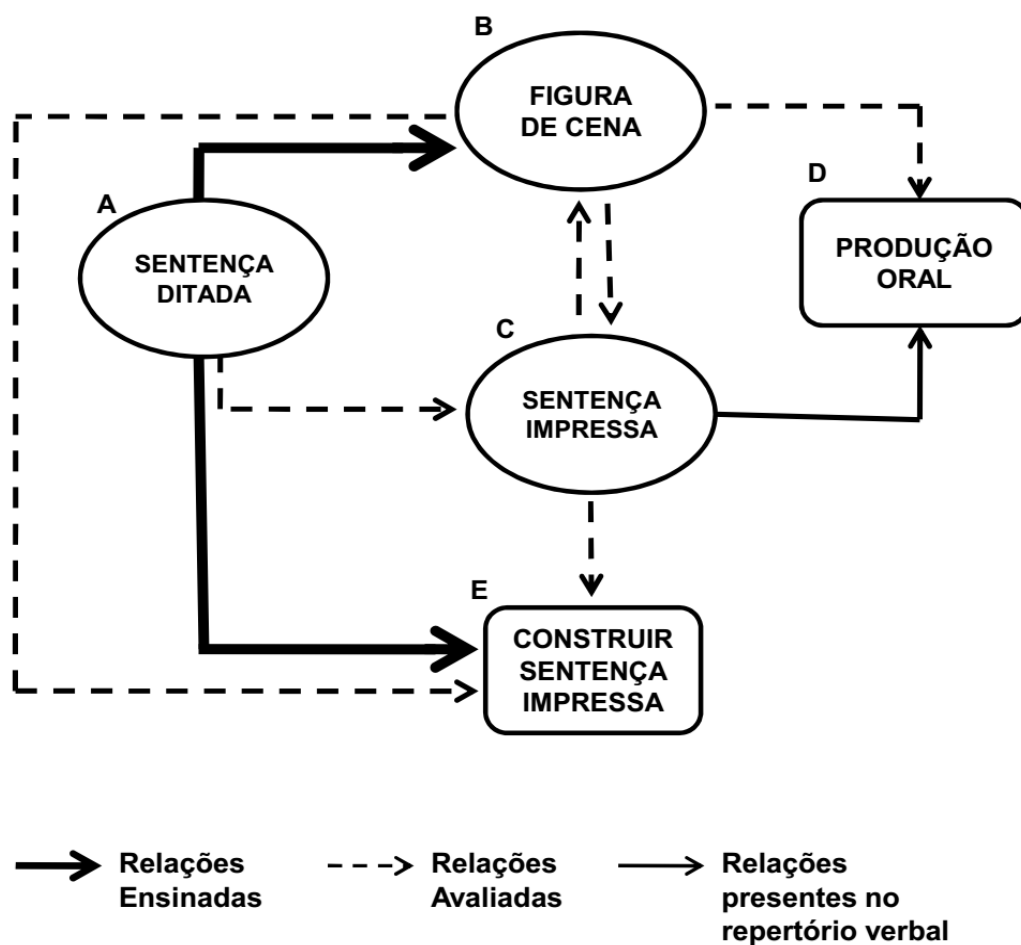 B
FIGURA
DE CENA
A
SENTENÇA
DITADA
D
PRODUÇÃO
ORAL
C
SENTENÇA
IMPRESSA
E
CONSTRUIR
SENTENÇA
IMPRESSA
Relações
Ensinadas
Relações
Avaliadas
Relações
presentes no
repertório verbal